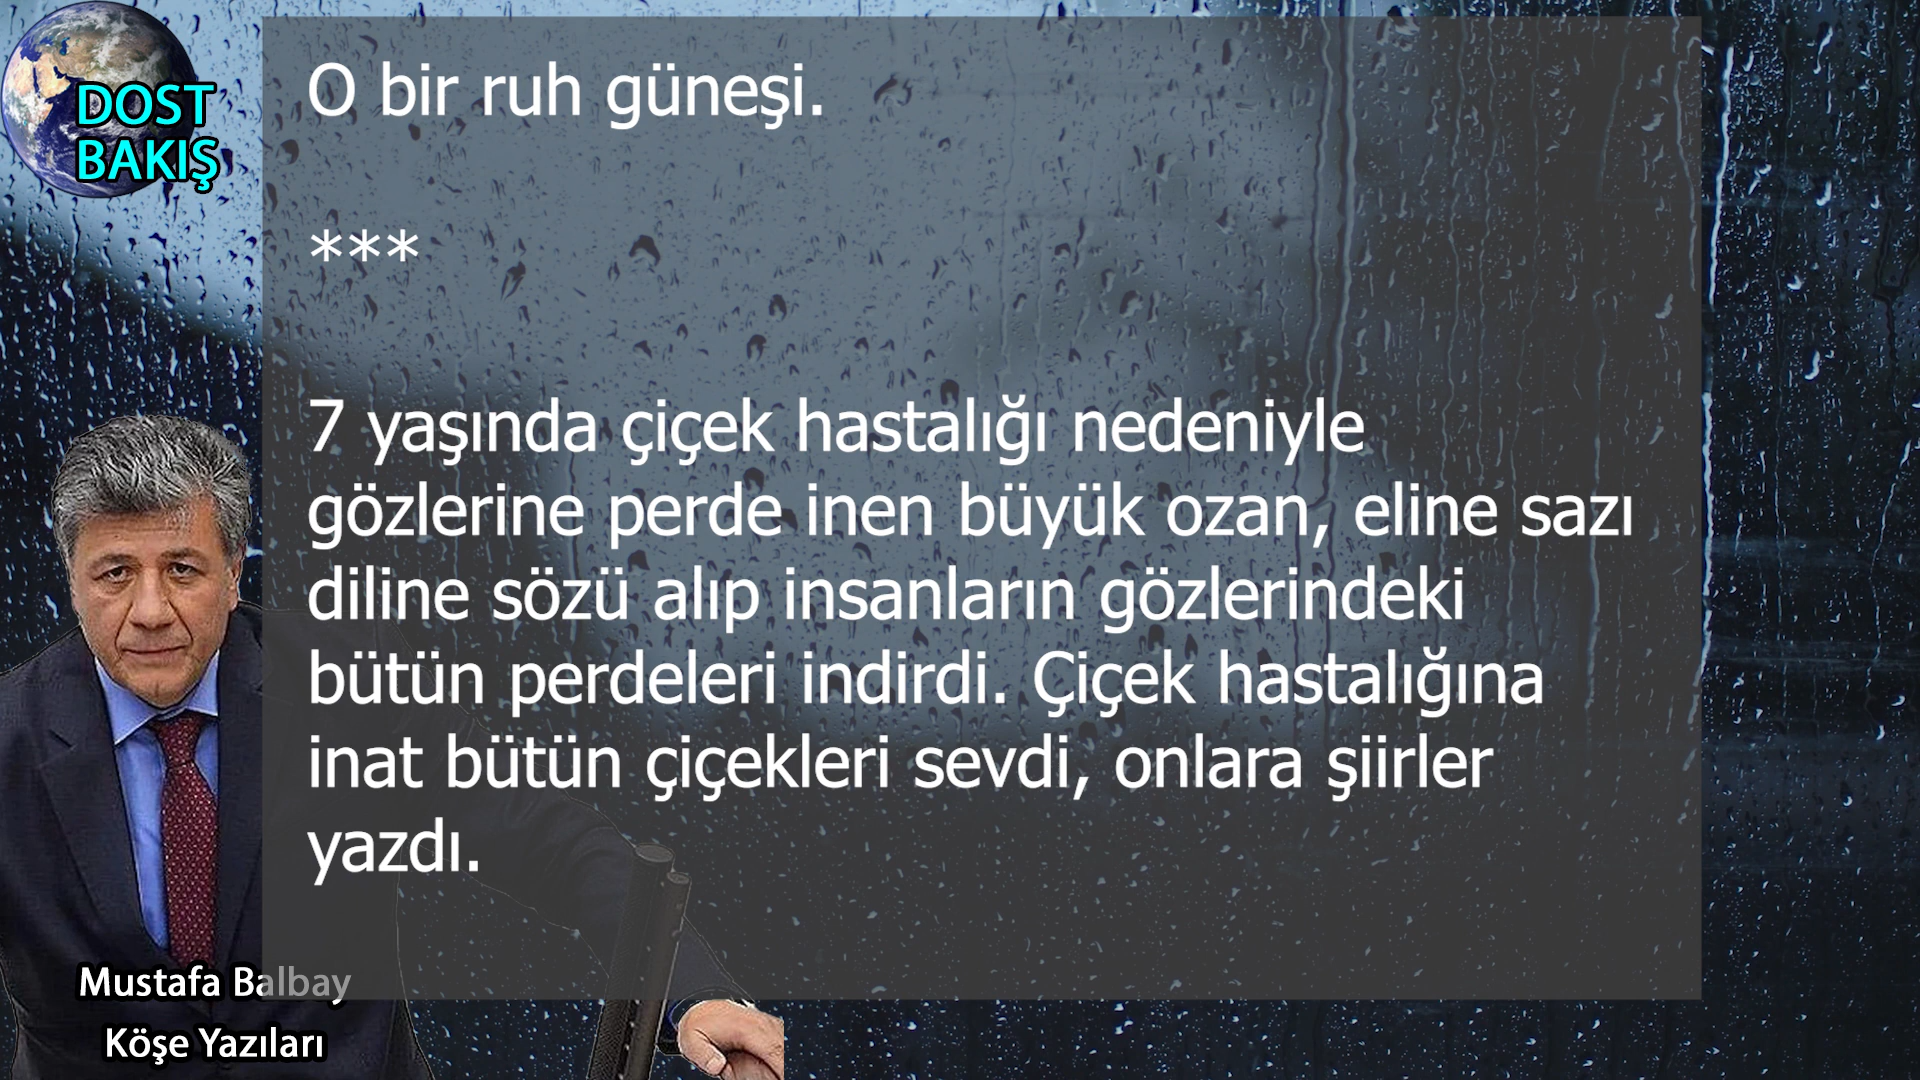 DOST
BAKIŞ
O bir ruh güneşi.
***
7 yaşında çiçek hastalığı nedeniyle
gözlerine perde inen büyük ozan, eline sazı
diline sözü alıp insanların gözlerindeki
bütün perdeleri indirdi. Çiçek hastalığına
inat bütün çiçekleri sevdi, onlara şiirler
yazdı.
Mustafa Balbay
Köşe Yazıları